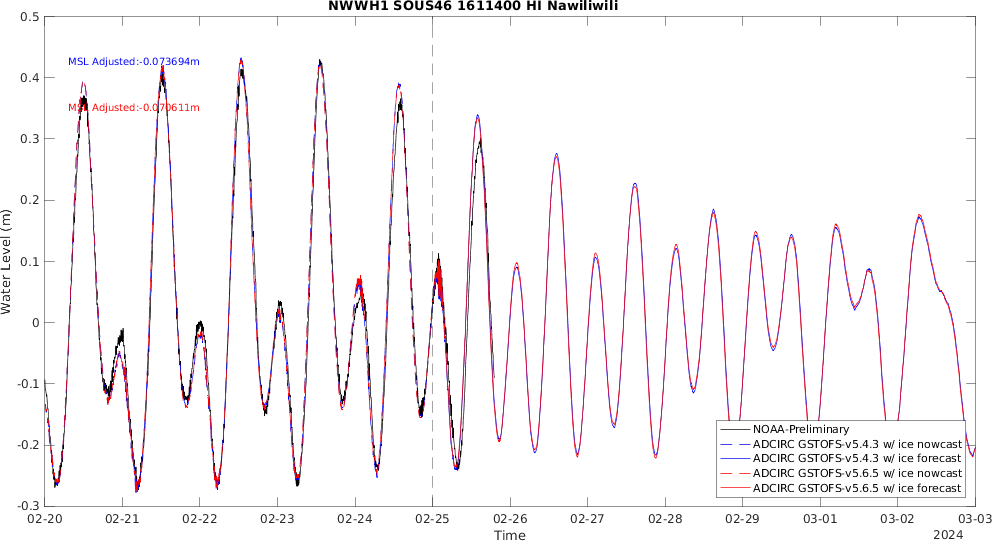 NWWH1 SOUS46 1611400 HI Nawiliwili
0.5
0.4
0.3
0.2
0.1
0
-0.1
-0.2
-0.3
Water Level (m)
MSL Adjusted:-0.073694m
MSL Adjusted:-0.070611m
NOAA-Preliminary
ADCIRC GSTOFS-v5.4.3 w/ ice nowcast
ADCIRC GSTOFS-v5.4.3 w/ ice forecast
ADCIRC GSTOFS-v5.6.5 w/ ice nowcast
ADCIRC GSTOFS-v5.6.5 w/ ice forecast
02-20 02-21 02-22 02-23 02-24 02-25 02-26 02-27 02-28 02-29 03-01 03-02 03-03
Time
2024